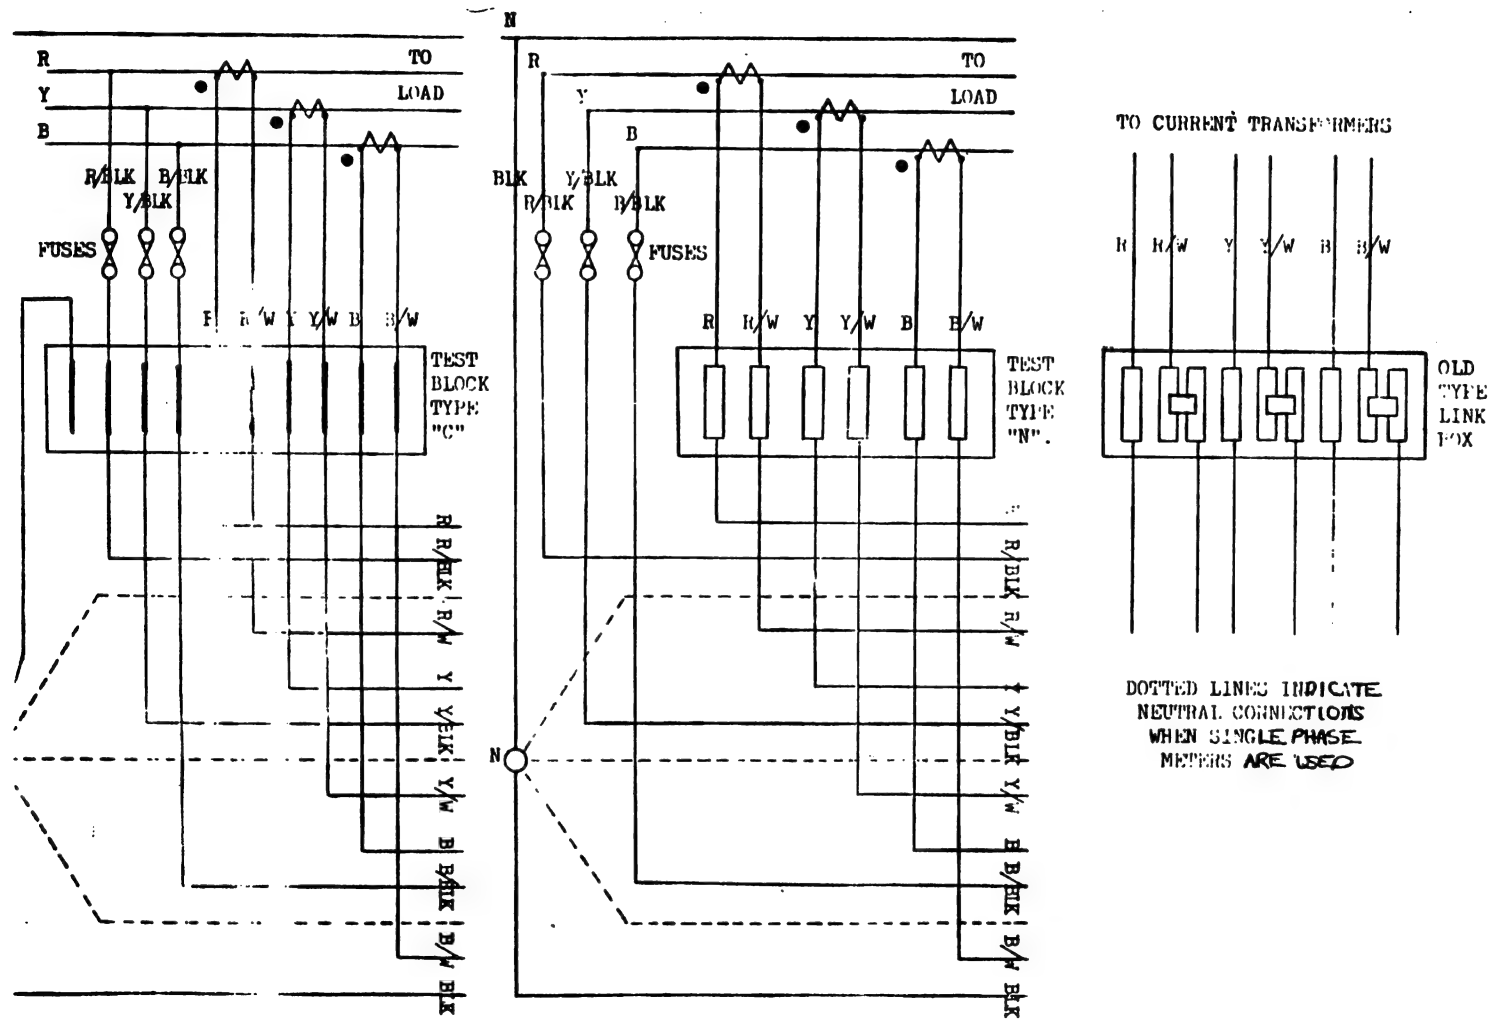 N
R
TO
Y
LOAD
B
R/BLK
B/BLK
Y/BLK
FUSES
R/W
Y
Y/W
B
B/W
TEST
BLOCK
TYPE
"C"
R
R/BLK
R/W
Y
Y/BLK
Y/W
B
B/BLK
B/W
BLK
R
TO
Y
LOAD
B
BLK
Y/BLK
R/BLK
B/BLK
FUSES
R
R/W
Y
Y/W
B
B/W
TEST
BLOCK
TYPE
"N".
R/BLK
R/W
Y
Y/BLK
N
Y/W
B
B/BLK
B/W
BLK
TO CURRENT TRANSFORMERS
R
R/W
Y
Y/W
B
B/W
OLD
TYPE
LINK
BOX
DOTTED LINES INDICATE
NEUTRAL CONNECTIONS
WHEN SINGLE PHASE
METERS ARE USED